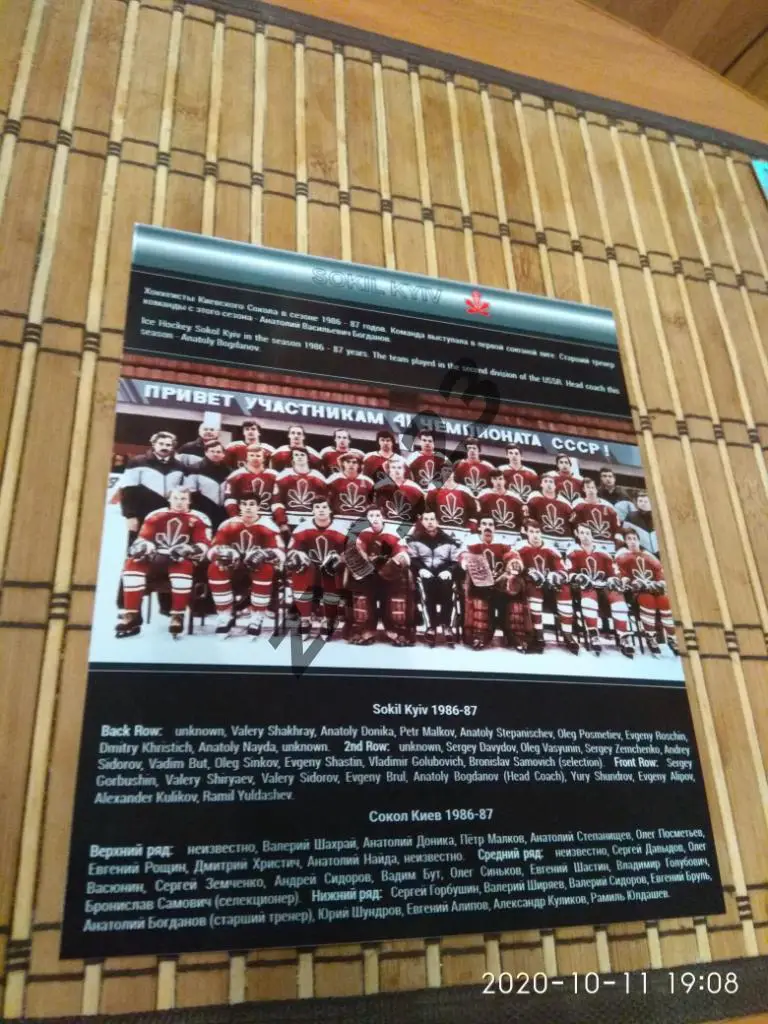 SOKIL KYIV
Хоккеисты Киевского Сокола в сезоне 1986 - 87 годов. Команда выступала в первой союзной лиге. Старший тренер
команды с этого сезона - Анатолий Васильевич Богданов.
Ice Hockey Sokil Kyiv in the season 1986 - 87 years. The team played in the second division of the USSR. Head coach this
season - Anatoly Bogdanov.
ПРИВЕТ УЧАСТНИКАМ 41 ЧЕМПИОНАТА СССР!
Sokil Kyiv 1986-87
Back Row: unknown, Valery Shakhray, Anatoly Donika, Petr Malkov, Anatoly Stepanischev, Oleg Posmetiev, Evgeny Roschin,
Dmitry Khristich, Anatoly Nayda, unknown. 2nd Row: unknown, Sergey Davydov, Oleg Vasyunin, Sergey Zemchenko, Andrey
Sidorov, Vadim But, Oleg Sinkov, Evgeny Shastin, Vladimir Golubovich, Bronislav Samovich (selection). Front Row: Sergey
Gorbushin, Valery Shiryaev, Valery Sidorov, Evgeny Brul, Anatoly Bogdanov (Head Coach), Yury Shundrov, Evgeny Alipov,
Alexander Kulikov, Ramil Yuldashev.
Сокол Киев 1986-87
Верхний ряд: неизвестно, Валерий Шахрай, Анатолий Доника, Пётр Малков, Анатолий Степанищев, Олег Посметьев,
Евгений Рощин, Дмитрий Христич, Анатолий Найда, неизвестно. Средний ряд: неизвестно, Сергей Давыдов, Олег
Васюнин, Сергей Земченко, Андрей Сидоров, Вадим Бут, Олег Синьков, Евгений Шастин, Владимир Голубович,
Бронислав Самович (селекционер). Нижний ряд: Сергей Горбушин, Валерий Ширяев, Валерий Сидоров, Евгений Бруль,
Анатолий Богданов (старший тренер), Юрий Шундров, Евгений Алипов, Александр Куликов, Рамиль Юлдашев.
2020-10-11 19:08